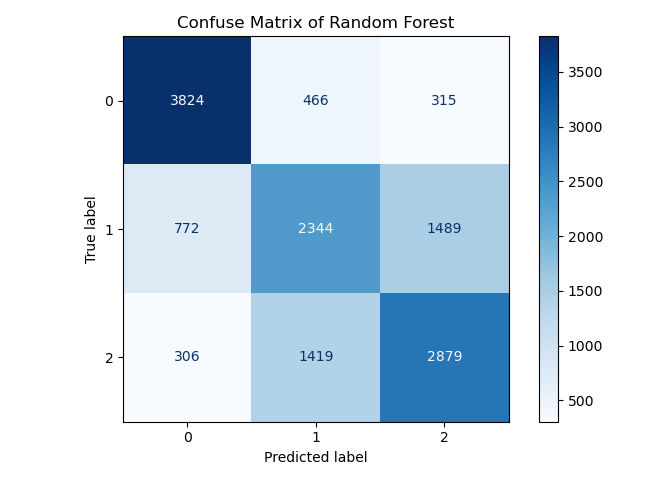 Confuse Matrix of Random Forest
0 3824 466 315
1 772 2344 1489
2 306 1419 2879
0 1 2
True label
Predicted label
3500
3000
2500
2000
1500
1000
500